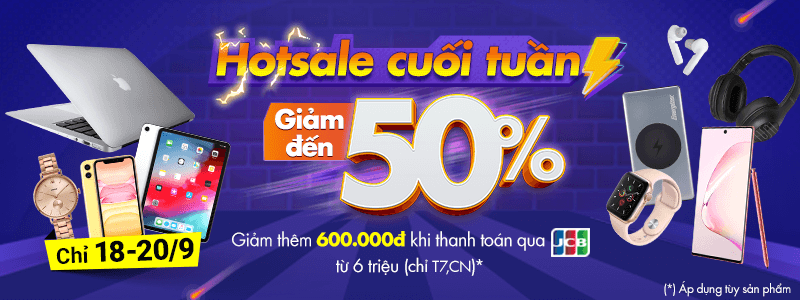 Hotsale cuối tuần
Giảm
đến
50%
Chỉ 18-20/9
Giảm thêm 600.000đ khi thanh toán qua JCB
từ 6 triệu (chỉ T7,CN)*
(*) Áp dụng tùy sản phẩm
Energizer